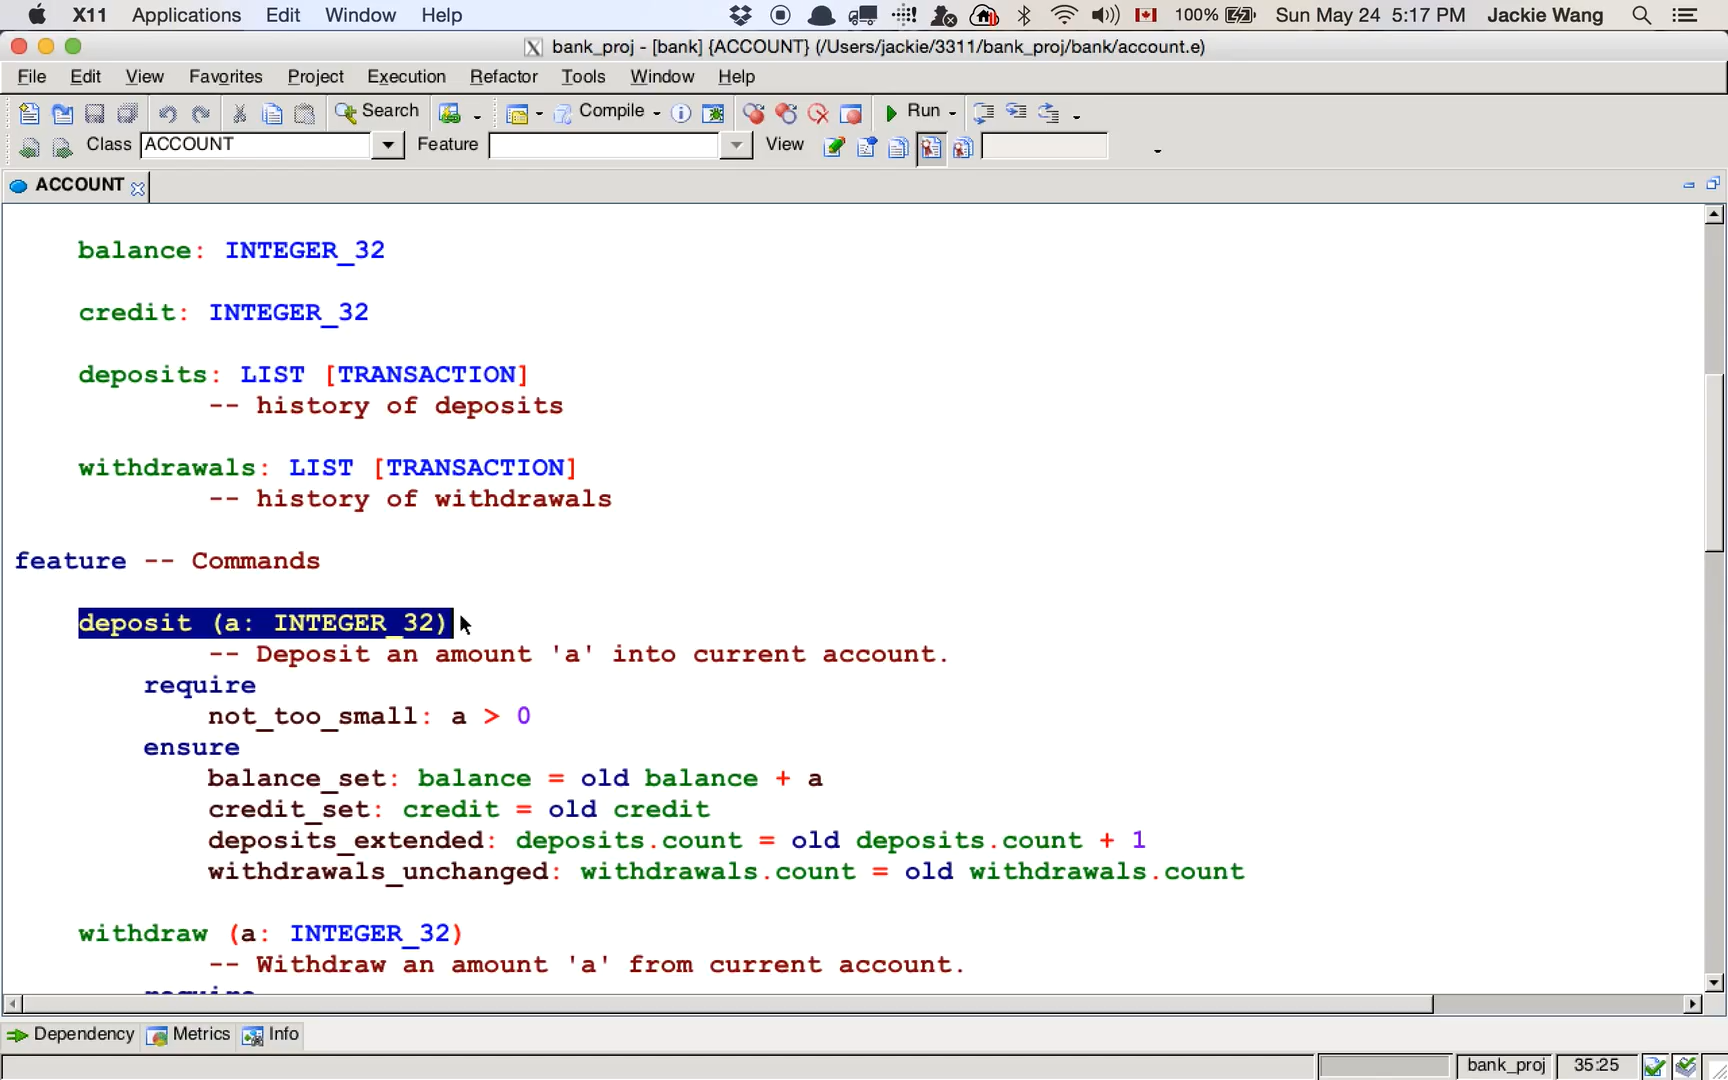 X11 Applications Edit Window Help 100% Sun May 24 5:17 PM Jackie Wang
bank_proj - [bank] {ACCOUNT} (/Users/jackie/3311/bank_proj/bank/account.e)
File Edit View Favorites Project Execution Refactor Tools Window Help
Search Compile Run
Class ACCOUNT Feature View
ACCOUNT
balance: INTEGER_32
credit: INTEGER_32
deposits: LIST [TRANSACTION]
-- history of deposits
withdrawals: LIST [TRANSACTION]
-- history of withdrawals
feature -- Commands
deposit (a: INTEGER_32)
-- Deposit an amount 'a' into current account.
require
not_too_small: a > 0
ensure
balance_set: balance = old balance + a
credit_set: credit = old credit
deposits_extended: deposits.count = old deposits.count + 1
withdrawals_unchanged: withdrawals.count = old withdrawals.count
withdraw (a: INTEGER_32)
-- Withdraw an amount 'a' from current account.
require
Dependency Metrics Info
bank_proj 35:25